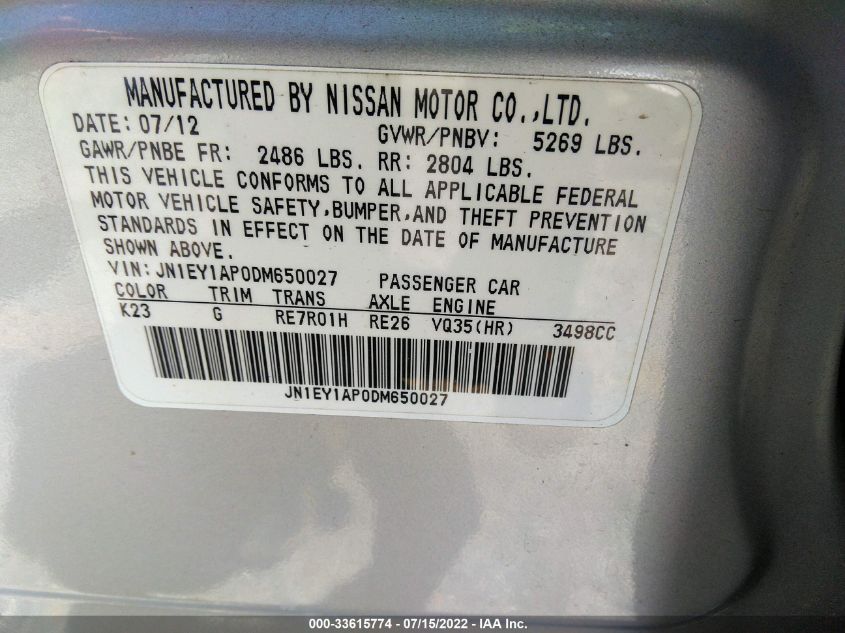 MANUFACTURED BY NISSAN MOTOR CO.,LTD.
DATE: 07/12 GVWR/PNBV: 5269 LBS.
GAWR/PNBE FR: 2486 LBS. RR: 2804 LBS.
THIS VEHICLE CONFORMS TO ALL APPLICABLE FEDERAL
MOTOR VEHICLE SAFETY,BUMPER,AND THEFT PREVENTION
STANDARDS IN EFFECT ON THE DATE OF MANUFACTURE
SHOWN ABOVE.
VIN:JN1EY1AP0DM650027 PASSENGER CAR
COLOR TRIM TRANS AXLE ENGINE
K23 G RE7R01H RE26 VQ35(HR) 3498CC
JN1EY1AP0DM650027
000-33615774 - 07/15/2022 - IAA Inc.